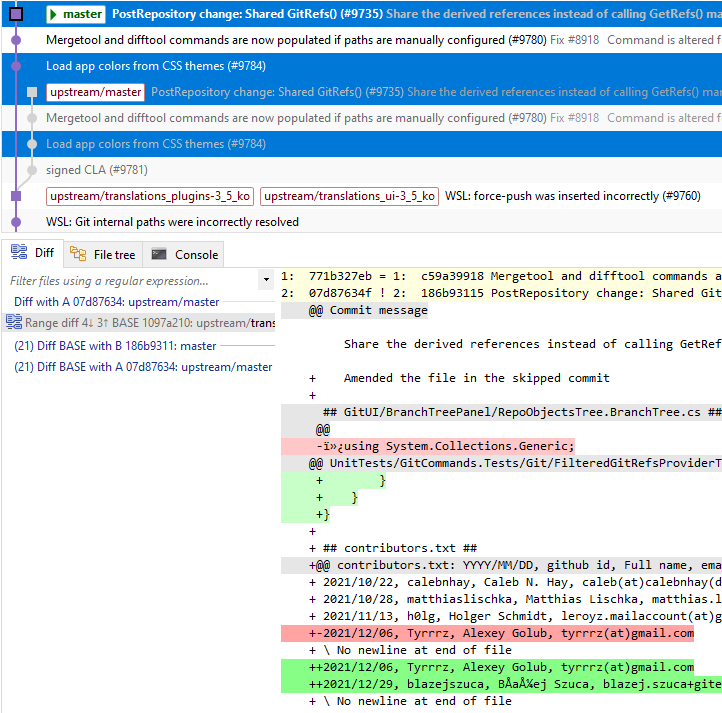 master PostRepository change: Shared GitRefs() (#9735) Share the derived references instead of calling GetRefs() ma
Mergetool and difftool commands are now populated if paths are manually configured (#9780) Fix #8918 Command is altered f
Load app colors from CSS themes (#9784)
upstream/master PostRepository change: Shared GitRefs() (#9735) Share the derived references instead of calling GetRefs() mar
Mergetool and difftool commands are now populated if paths are manually configured (#9780) Fix #8918 Command is altered f
Load app colors from CSS themes (#9784)
signed CLA (#9781)
upstream/translations_plugins-3_5_ko upstream/translations_ui-3_5_ko WSL: force-push was inserted incorrectly (#9760)
WSL: Git internal paths were incorrectly resolved
Diff File tree Console
Filter files using a regular expression...
Diff with A 07d87634: upstream/master
Range diff 4↓ 3↑ BASE 1097a210: upstream/trans
(21) Diff BASE with B 186b9311: master
(21) Diff BASE with A 07d87634: upstream/master
1: 771b327eb = 1: c59a39918 Mergetool and difftool commands a
2: 07d87634f ! 2: 186b93115 PostRepository change: Shared Git
@@ Commit message
Share the derived references instead of calling GetRef
+ Amended the file in the skipped commit
+
## GitUI/BranchTreePanel/RepoObjectsTree.BranchTree.cs ##
@@
-ï»¿using System.Collections.Generic;
@@ UnitTests/GitCommands.Tests/Git/FilteredGitRefsProviderT
+ }
+ }
+}
+
+ ## contributors.txt ##
+@@ contributors.txt: YYYY/MM/DD, github id, Full name, ema
+ 2021/10/22, calebnhay, Caleb N. Hay, caleb(at)calebnhay(d
+ 2021/10/28, matthiaslischka, Matthias Lischka, matthias.l
+ 2021/11/13, h0lg, Holger Schmidt, leroyz.mailaccount(at)g
+-2021/12/06, Tyrrrz, Alexey Golub, tyrrrz(at)gmail.com
+ \ No newline at end of file
++2021/12/06, Tyrrrz, Alexey Golub, tyrrrz(at)gmail.com
++2021/12/29, blazejszuca, BÅaÅ¼ej Szuca, blazej.szuca+gite
+ \ No newline at end of file